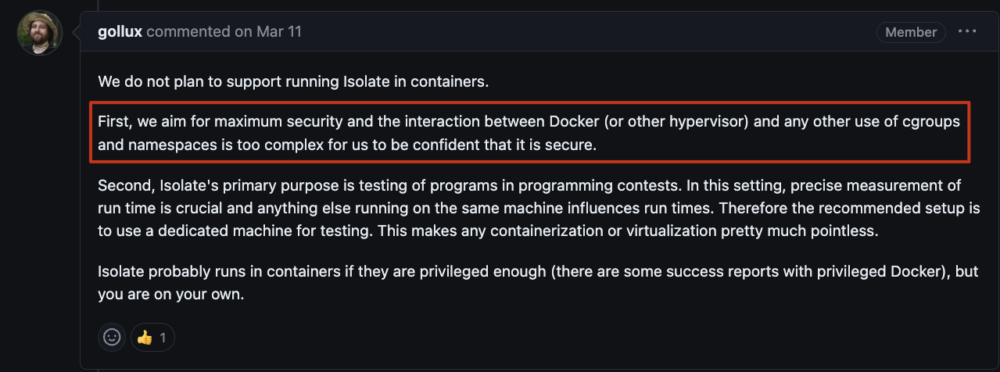 gollux commented on Mar 11
Member
We do not plan to support running Isolate in containers.
First, we aim for maximum security and the interaction between Docker (or other hypervisor) and any other use of cgroups
and namespaces is too complex for us to be confident that it is secure.
Second, Isolate's primary purpose is testing of programs in programming contests. In this setting, precise measurement of
run time is crucial and anything else running on the same machine influences run times. Therefore the recommended setup is
to use a dedicated machine for testing. This makes any containerization or virtualization pretty much pointless.
Isolate probably runs in containers if they are privileged enough (there are some success reports with privileged Docker), but
you are on your own.
1